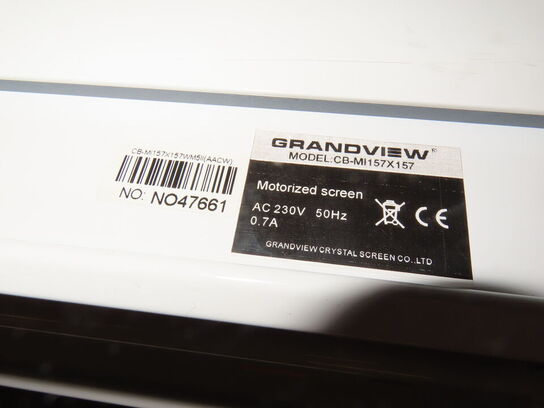 CB-MI157X157WM5II(AACW)
NO: NO47661
GRANDVIEW®
MODEL:CB-MI157X157
Motorized screen
AC 230V 50Hz
0.7A
CE
GRANDVIEW CRYSTAL SCREEN CO.,LTD